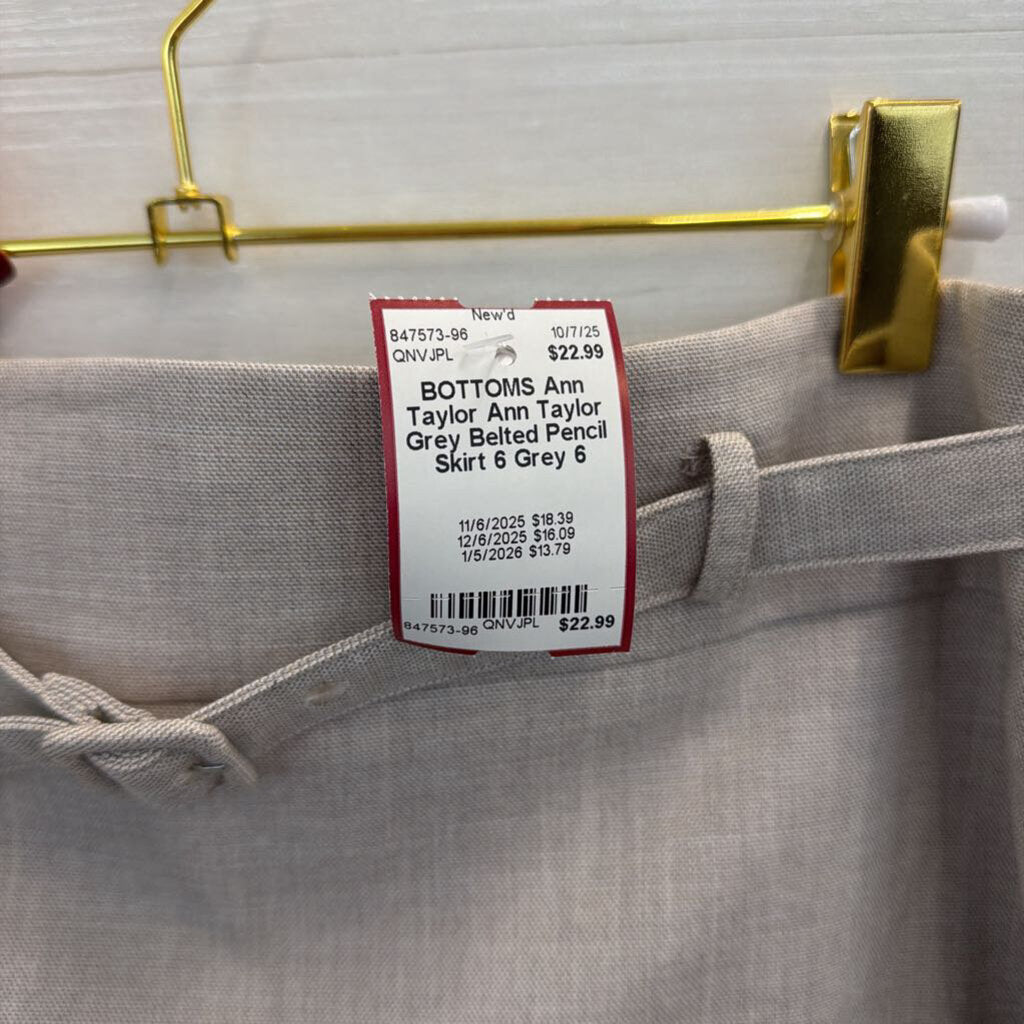 New'd
847573-96 10/7/25
QNVJPL $22.99
BOTTOMS Ann
Taylor Ann Taylor
Grey Belted Pencil
Skirt 6 Grey 6
11/6/2025 $18.39
12/6/2025 $16.09
1/5/2026 $13.79
847573-96 QNVJPL $22.99